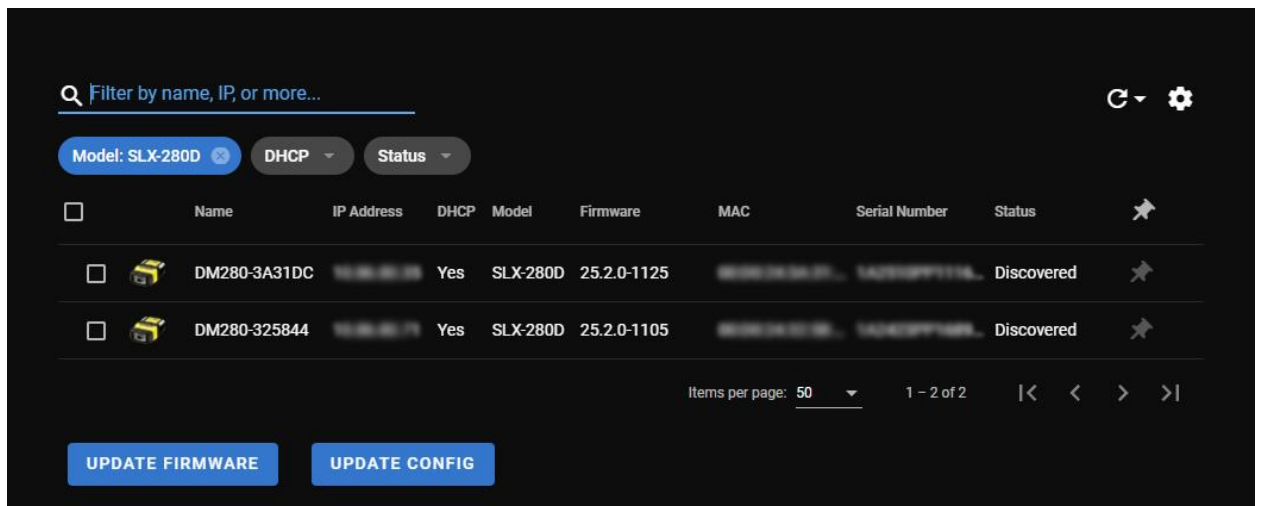 Filter by name, IP, or more...
Model: SLX-280D DHCP Status
Name IP Address DHCP Model Firmware MAC Serial Number Status
DM280-3A31DC Yes SLX-280D 25.2.0-1125 Discovered
DM280-325844 Yes SLX-280D 25.2.0-1105 Discovered
Items per page: 50 1 – 2 of 2
UPDATE FIRMWARE UPDATE CONFIG